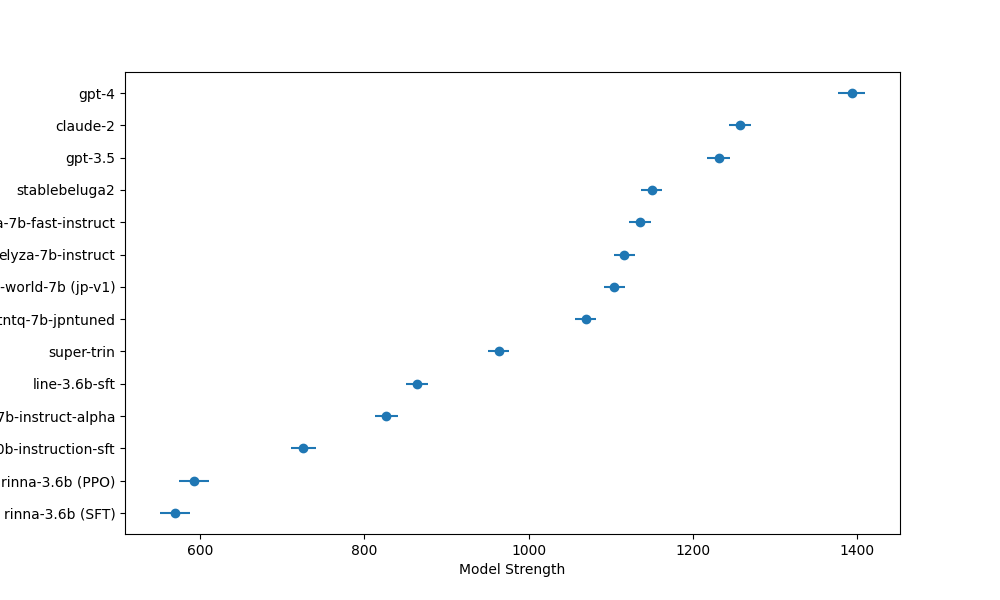 gpt-4
claude-2
gpt-3.5
stablebeluga2
a-7b-fast-instruct
elyza-7b-instruct
-world-7b (jp-v1)
tntq-7b-jpntuned
super-trin
line-3.6b-sft
7b-instruct-alpha
0b-instruction-sft
rinna-3.6b (PPO)
rinna-3.6b (SFT)
600 800 1000 1200 1400
Model Strength